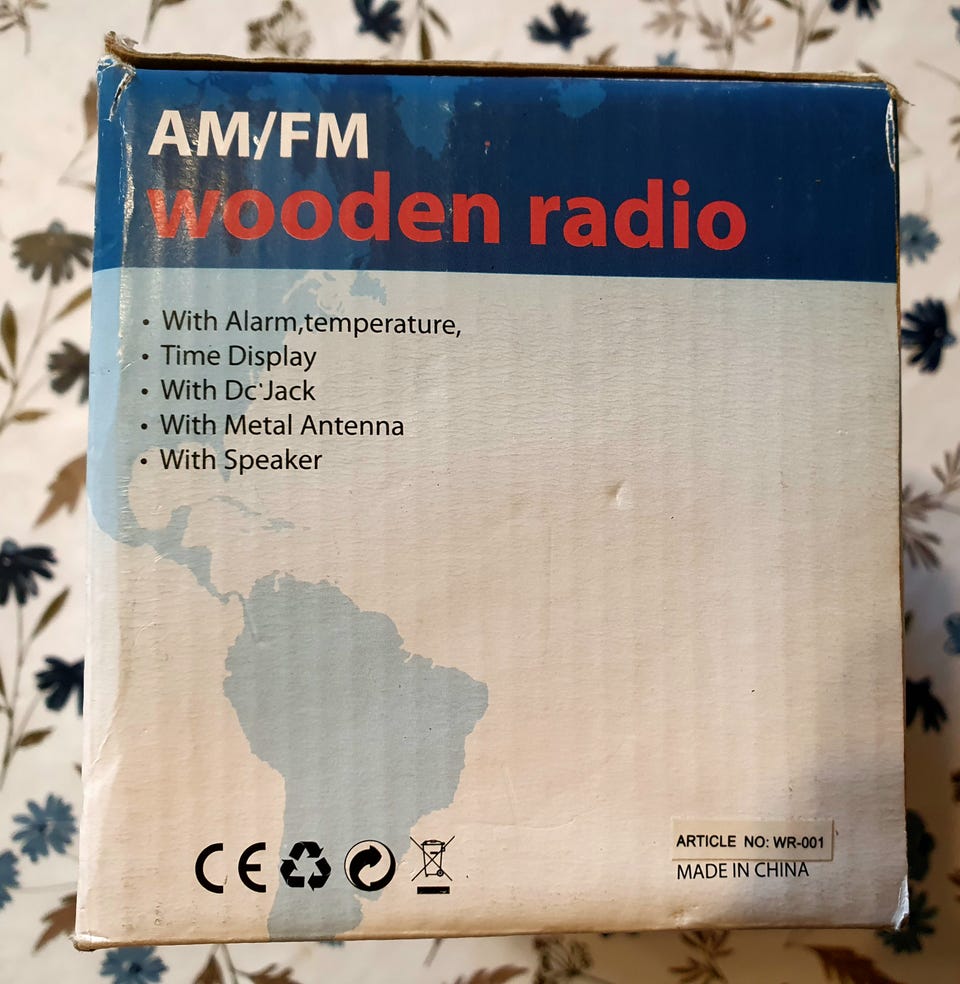 AM/FM
wooden radio
• With Alarm,temperature,
• Time Display
• With Dc'Jack
• With Metal Antenna
• With Speaker
CE
ARTICLE NO: WR-001
MADE IN CHINA